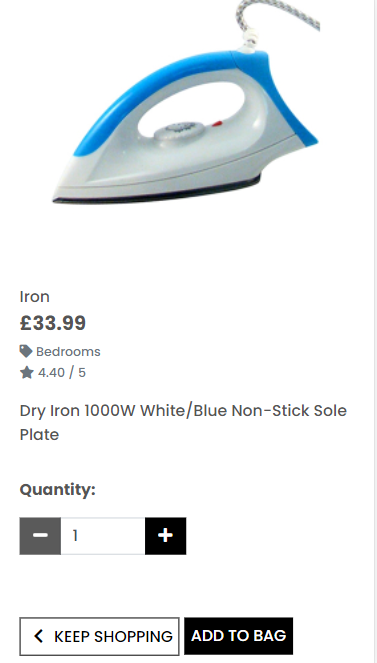 Iron
£33.99
Bedrooms
4.40 / 5
Dry Iron 1000W White/Blue Non-Stick Sole
Plate
Quantity:
1
KEEP SHOPPING
ADD TO BAG